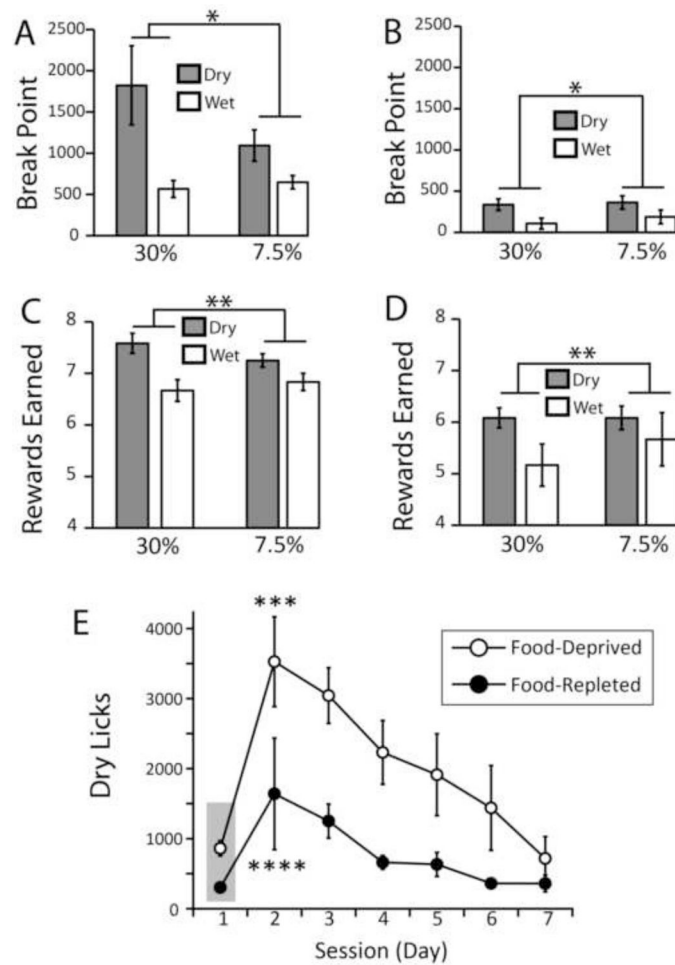 A
Break Point
2500
2000
1500
1000
500
0
*
Dry
Wet
30% 7.5%
B
Break Point
2500
2000
1500
1000
500
0
*
Dry
Wet
30% 7.5%
C
Rewards Earned
8
7
6
5
4
**
Dry
Wet
30% 7.5%
D
Rewards Earned
8
7
6
5
4
**
Dry
Wet
30% 7.5%
E
Dry Licks
4000
3000
2000
1000
0
***
****
Food-Deprived
Food-Repleted
1 2 3 4 5 6 7
Session (Day)